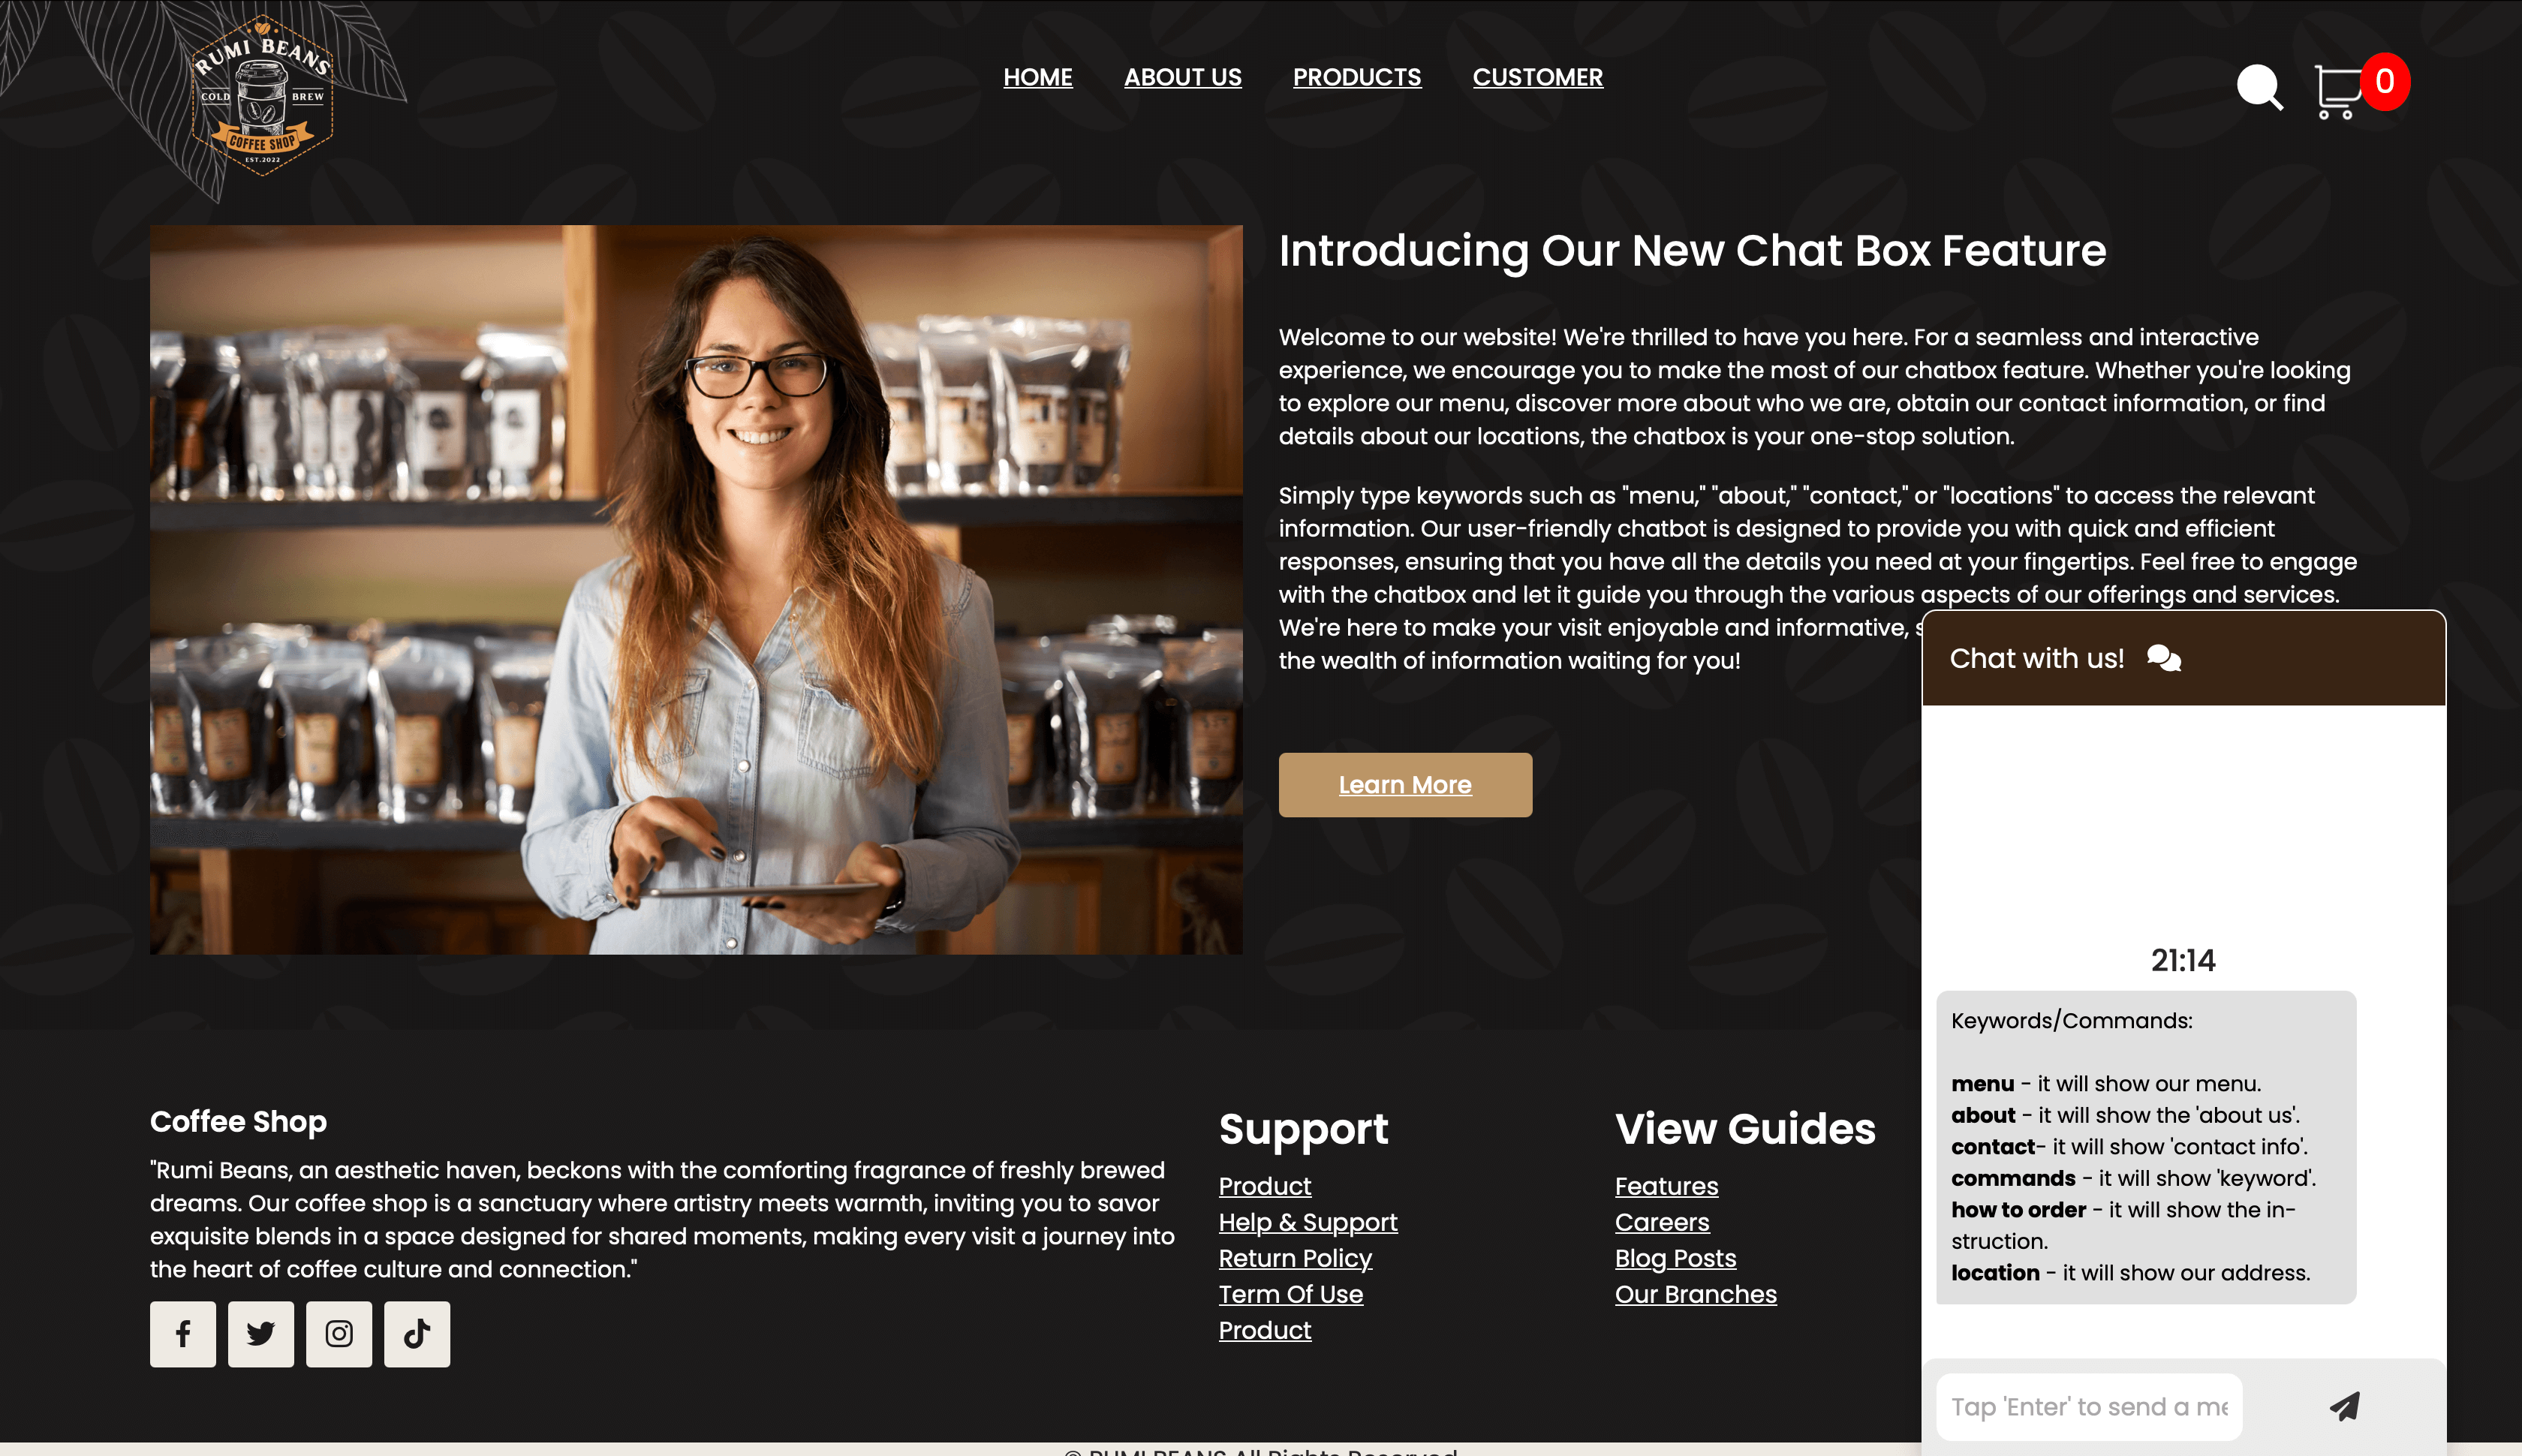 RUMI BEANS
COLD BREW
COFFEE SHOP
EST.2022
HOME ABOUT US PRODUCTS CUSTOMER
0
Introducing Our New Chat Box Feature
Welcome to our website! We're thrilled to have you here. For a seamless and interactive
experience, we encourage you to make the most of our chatbox feature. Whether you're looking
to explore our menu, discover more about who we are, obtain our contact information, or find
details about our locations, the chatbox is your one-stop solution.
Simply type keywords such as "menu," "about," "contact," or "locations" to access the relevant
information. Our user-friendly chatbot is designed to provide you with quick and efficient
responses, ensuring that you have all the details you need at your fingertips. Feel free to engage
with the chatbox and let it guide you through the various aspects of our offerings and services.
We're here to make your visit enjoyable and informative,
the wealth of information waiting for you!
Learn More
Chat with us!
21:14
Keywords/Commands:
menu - it will show our menu.
about - it will show the 'about us'.
contact- it will show 'contact info'.
commands - it will show 'keyword'.
how to order - it will show the in-
struction.
location - it will show our address.
Tap 'Enter' to send a me
Coffee Shop
"Rumi Beans, an aesthetic haven, beckons with the comforting fragrance of freshly brewed
dreams. Our coffee shop is a sanctuary where artistry meets warmth, inviting you to savor
exquisite blends in a space designed for shared moments, making every visit a journey into
the heart of coffee culture and connection."
Support
Product
Help & Support
Return Policy
Term Of Use
Product
View Guides
Features
Careers
Blog Posts
Our Branches
© RUMI BEANS All Rights Reserved